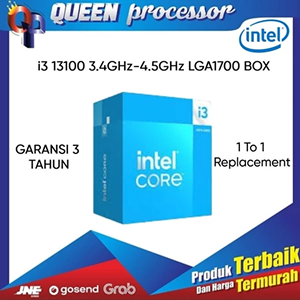 QUEEN processor
intel
i3 13100 3.4GHz-4.5GHz LGA1700 BOX
GARANSI 3
TAHUN
i3
intel
CORE
1 To 1
Replacement
JNE
gosend
Grab
Produk Terbaik
Dan Harga Termurah